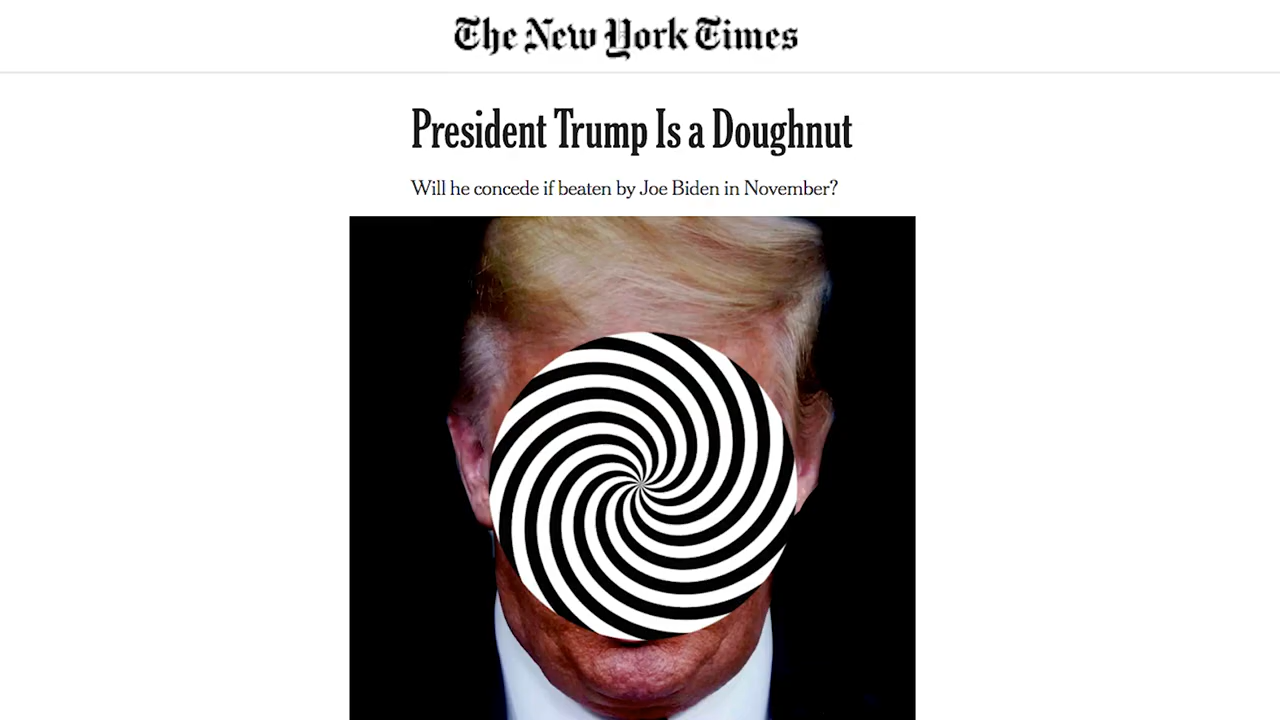 The New York Times
President Trump Is a Doughnut
Will he concede if beaten by Joe Biden in November?